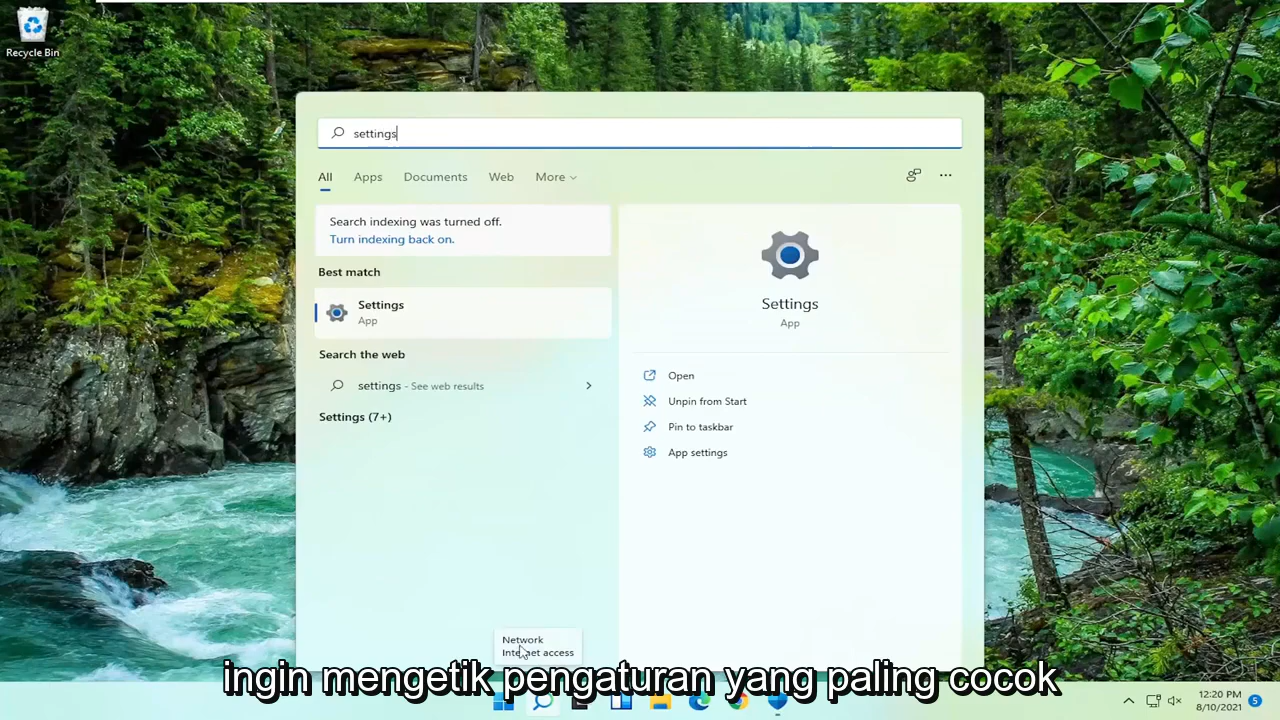 Recycle Bin
settings
All Apps Documents Web More
Search indexing was turned off.
Turn indexing back on.
Best match
Settings
App
Search the web
settings - See web results
Settings (7+)
Settings
App
Open
Unpin from Start
Pin to taskbar
App settings
Network
Internet access
ingin mengetik pengaturan yang paling cocok
12:20 PM
8/10/2021
5